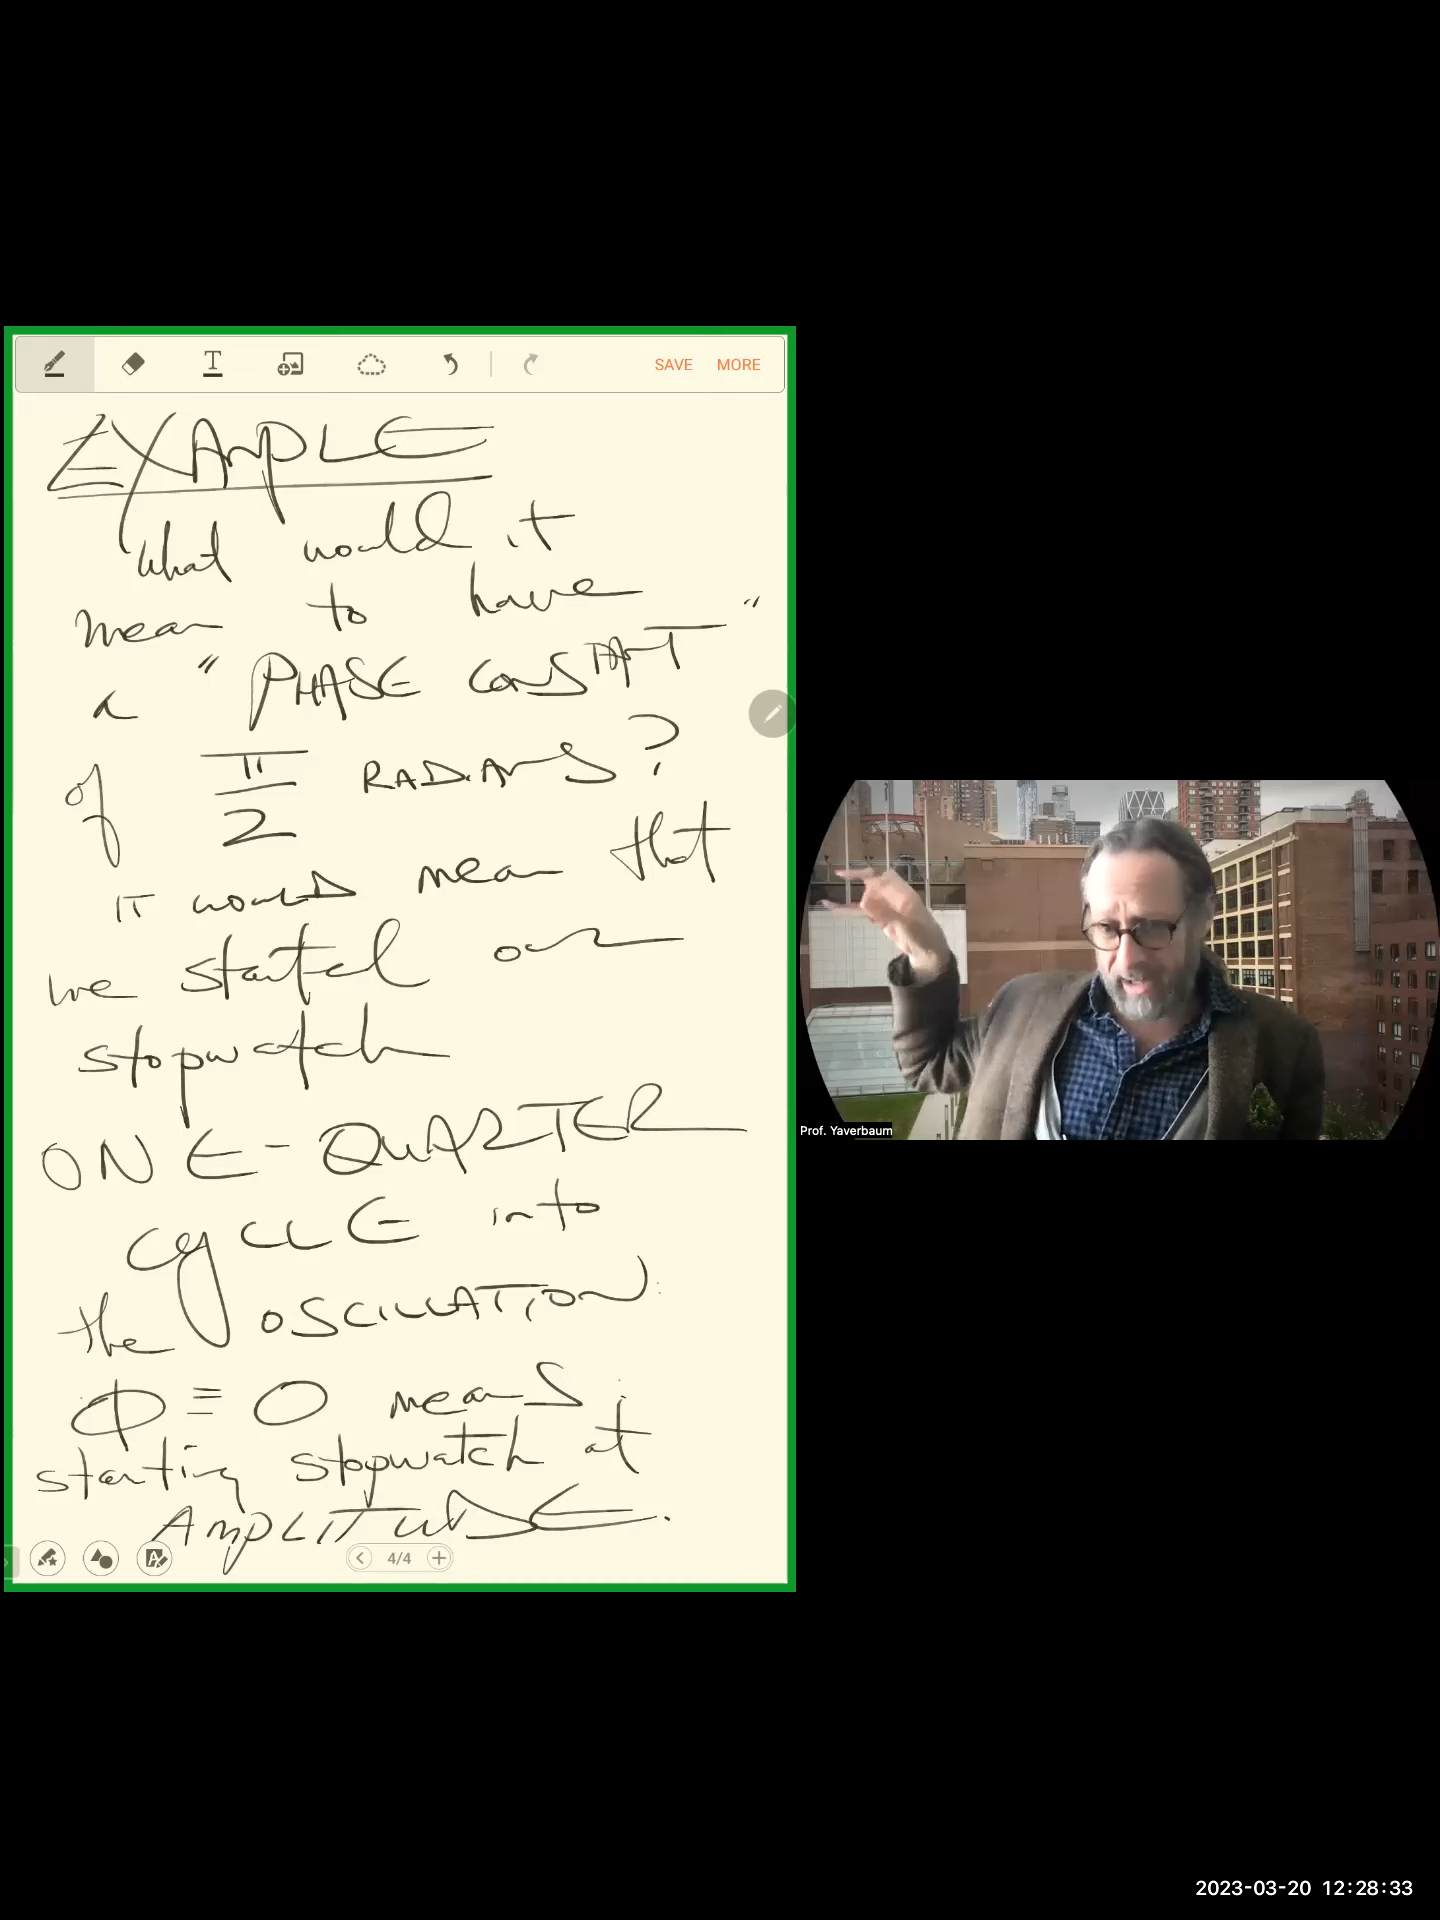 T
SAVE
MORE
EXAMPLE
What would it
mean to have
a "PHASE CONSTANT"
of π/2 RADIANS?
IT would mean that
we started our
stopwatch
ONE-QUARTER
CYCLE into
the OSCILLATION.
Φ ≡ 0 means
starting stopwatch at
AMPLITUDE.
4/4
Prof. Yaverbaum
2023-03-20 12:28:33